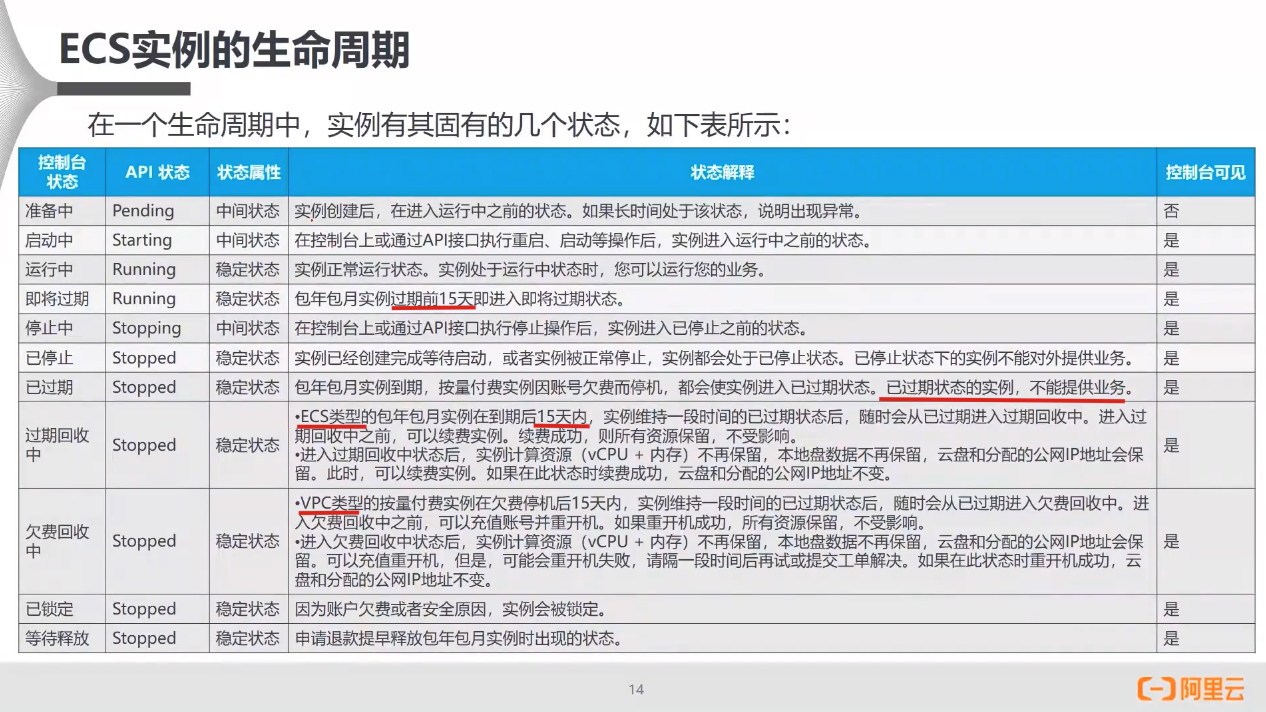 ECS实例的生命周期
在一个生命周期中，实例有其固有的几个状态，如下表所示：
控制台
状态
API 状态
状态属性
状态解释
控制台可见
准备中 Pending 中间状态 实例创建后，在进入运行中之前的状态。如果长时间处于该状态，说明出现异常。 否
启动中 Starting 中间状态 在控制台上或通过API接口执行重启、启动等操作后，实例进入运行中之前的状态。 是
运行中 Running 稳定状态 实例正常运行状态。实例处于运行中状态时，您可以运行您的业务。 是
即将过期 Running 稳定状态 包年包月实例过期前15天即进入即将过期状态。 是
停止中 Stopping 中间状态 在控制台上或通过API接口执行停止操作后，实例进入已停止之前的状态。 是
已停止 Stopped 稳定状态 实例已经创建完成等待启动，或者实例被正常停止，实例都会处于已停止状态。已停止状态下的实例不能对外提供业务。 是
已过期 Stopped 稳定状态 包年包月实例到期，按量付费实例因账号欠费而停机，都会使实例进入已过期状态。已过期状态的实例，不能提供业务。 是
过期回收
中
Stopped
稳定状态
•ECS类型的包年包月实例在到期后15天内，实例维持一段时间的已过期状态后，随时会从已过期进入过期回收中。进入过
期回收中之前，可以续费实例。续费成功，则所有资源保留，不受影响。
•进入过期回收中状态后，实例计算资源（vCPU + 内存）不再保留，本地盘数据不再保留，云盘和分配的公网IP地址会保
留。此时，可以续费实例。如果在此状态时续费成功，云盘和分配的公网IP地址不变。
是
欠费回收
中
Stopped
稳定状态
•VPC类型的按量付费实例在欠费停机后15天内，实例维持一段时间的已过期状态后，随时会从已过期进入欠费回收中。进
入欠费回收中之前，可以充值账号并重开机。如果重开机成功，所有资源保留，不受影响。
•进入欠费回收中状态后，实例计算资源（vCPU + 内存）不再保留，本地盘数据不再保留，云盘和分配的公网IP地址会保
留。可以充值重开机，但是，可能会重开机失败，请隔一段时间后再试或提交工单解决。如果在此状态时重开机成功，云
盘和分配的公网IP地址不变。
是
已锁定 Stopped 稳定状态 因为账户欠费或者安全原因，实例会被锁定。 是
等待释放 Stopped 稳定状态 申请退款提早释放包年包月实例时出现的状态。 是
14
阿里云